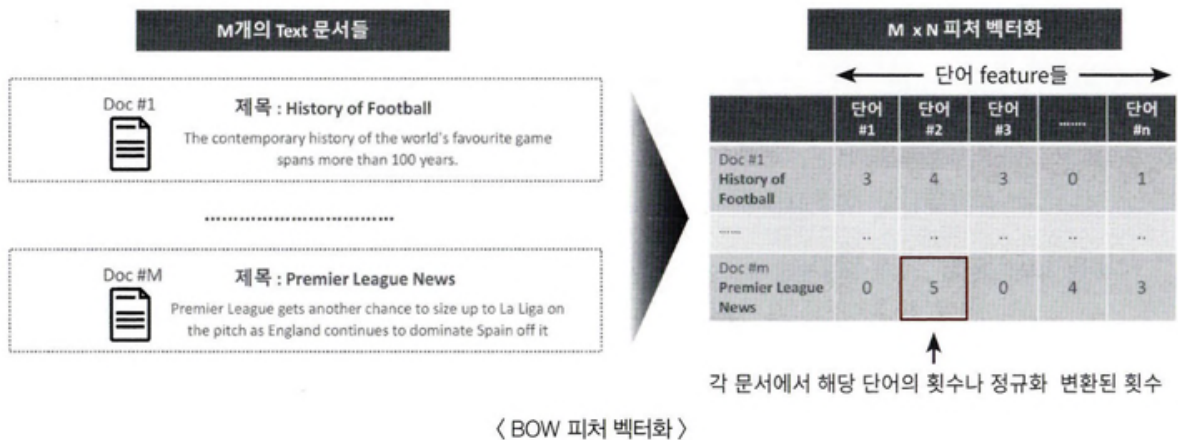 M개의 Text 문서들
Doc #1
제목 : History of Football
The contemporary history of the world's favourite game
spans more than 100 years.
Doc #M
제목 : Premier League News
Premier League gets another chance to size up to La Liga on
the pitch as England continues to dominate Spain off it
M x N 피처 벡터화
단어 feature들
단어 #1 단어 #2 단어 #3 ....... 단어 #n
Doc #1
History of Football 3 4 3 0 1
...... .. .. .. .. ..
Doc #m
Premier League News 0 5 0 4 3
각 문서에서 해당 단어의 횟수나 정규화 변환된 횟수
〈 BOW 피처 벡터화 〉